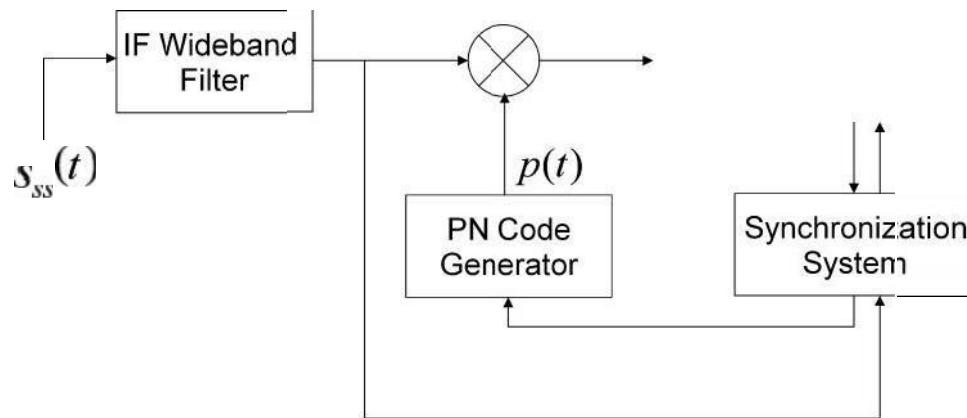 IF Wideband
Filter
s_ss(t)
p(t)
PN Code
Generator
Synchronization
System